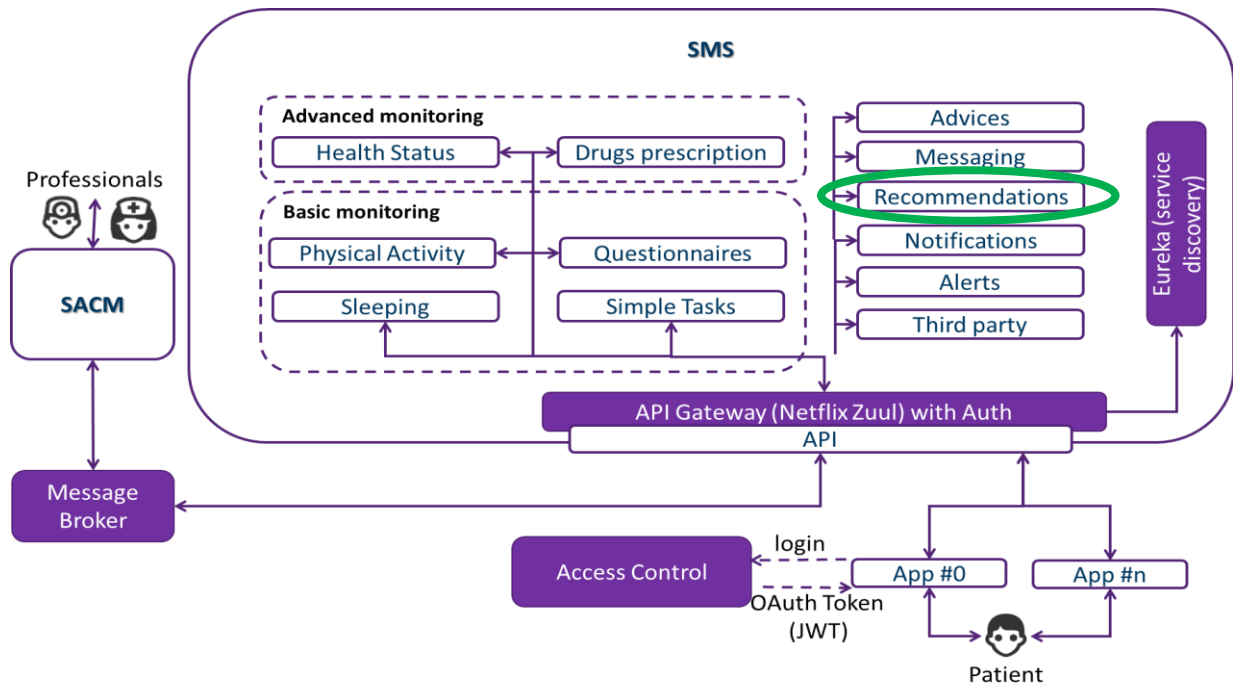 SMS
Advanced monitoring
Health Status
Drugs prescription
Basic monitoring
Physical Activity
Questionnaires
Sleeping
Simple Tasks
Advices
Messaging
Recommendations
Notifications
Alerts
Third party
Eureka (service
discovery)
Professionals
SACM
API Gateway (Netflix Zuul) with Auth
API
Message
Broker
Access Control
login
OAuth Token
(JWT)
App #0
App #n
Patient